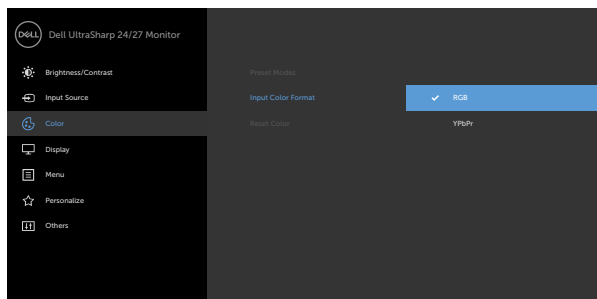 DELL Dell UltraSharp 24/27 Monitor
Brightness/Contrast
Preset Modes
Input Source
Input Color Format
RGB
Color
Reset Color
YPbPr
Display
Menu
Personalize
Others